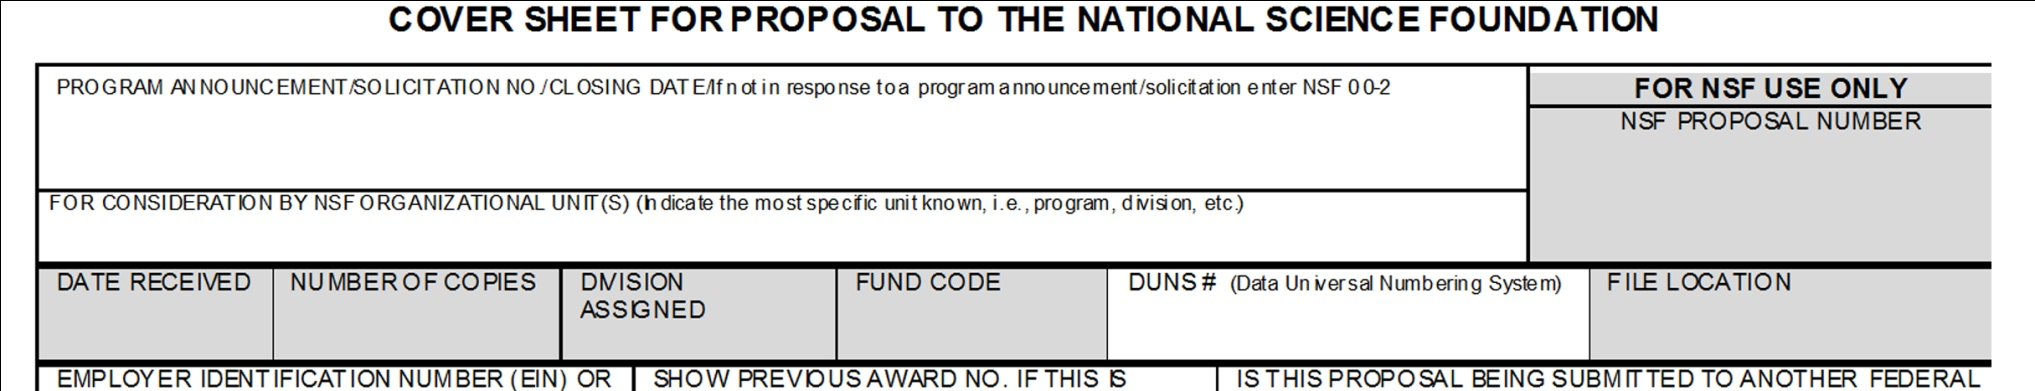 COVER SHEET FOR PROPOSAL TO THE NATIONAL SCIENCE FOUNDATION
PROGRAM ANNOUNCEMENT/SOLICITATION NO./CLOSING DATE/If not in response to a program announcement/solicitation enter NSF 00-2
FOR NSF USE ONLY
NSF PROPOSAL NUMBER
FOR CONSIDERATION BY NSF ORGANIZATIONAL UNIT(S) (Indicate the most specific unit known, i.e., program, division, etc.)
DATE RECEIVED
NUMBER OF COPIES
DIVISION
ASSIGNED
FUND CODE
DUNS # (Data Universal Numbering System)
FILE LOCATION
EMPLOYER IDENTIFICATION NUMBER (EIN) OR
SHOW PREVIOUS AWARD NO. IF THIS IS
IS THIS PROPOSAL BEING SUBMITTED TO ANOTHER FEDERAL